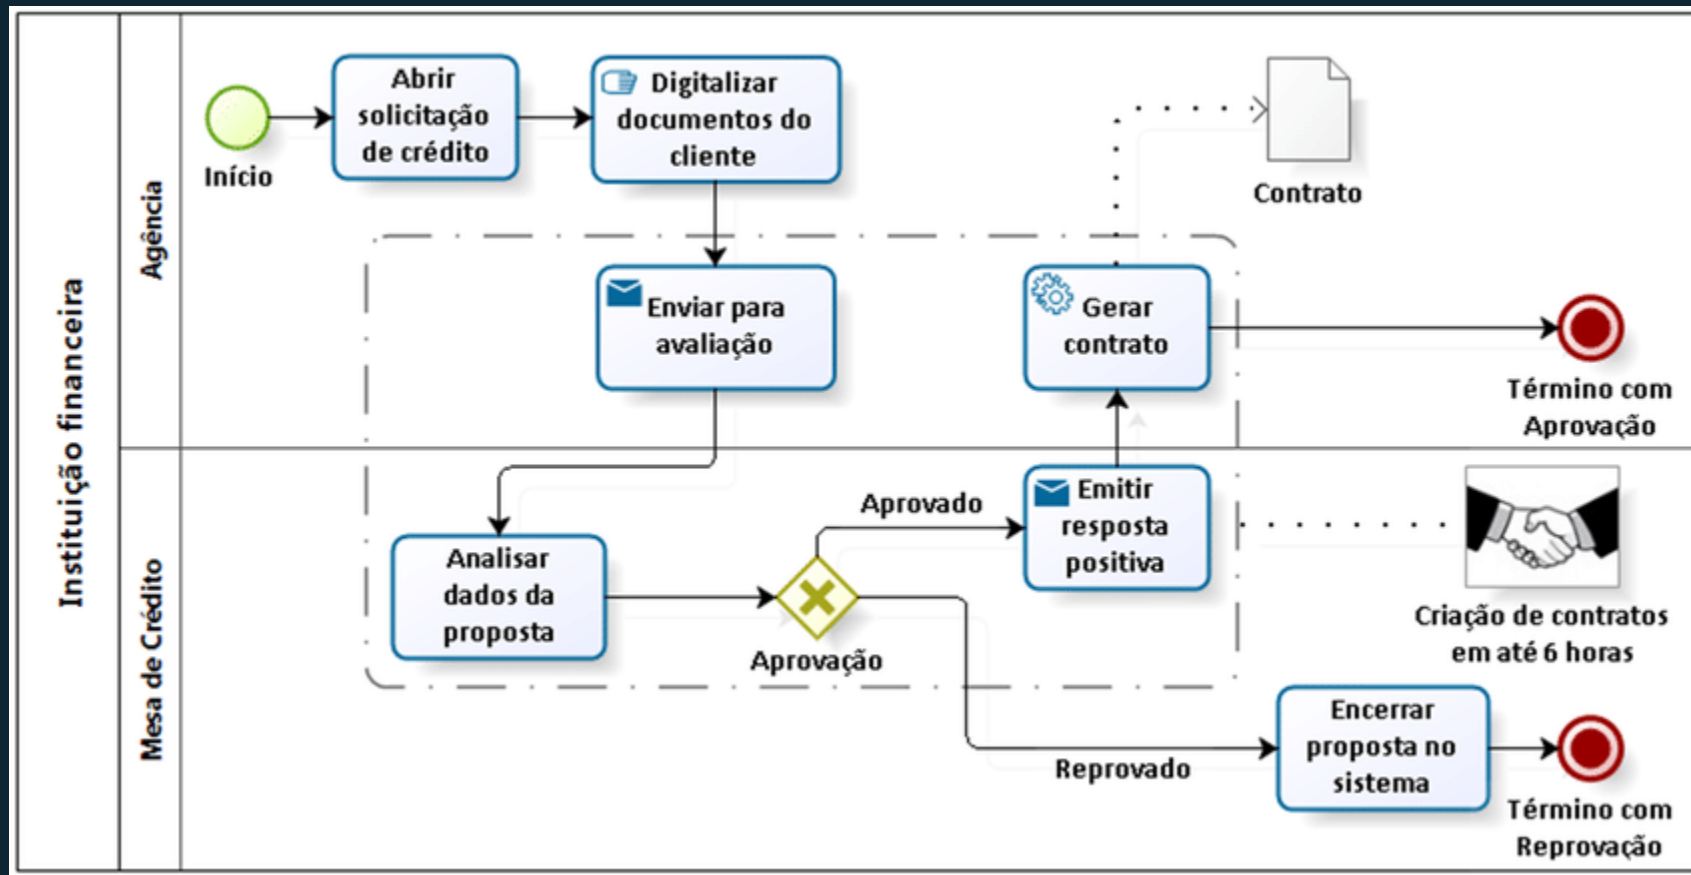 Instituição financeira
Agência
Início
Abrir
solicitação
de crédito
Digitalizar
documentos do
cliente
Contrato
Enviar para
avaliação
Gerar
contrato
Término com
Aprovação
Mesa de Crédito
Analisar
dados da
proposta
Aprovação
Aprovado
Emitir
resposta
positiva
Criação de contratos
em até 6 horas
Reprovado
Encerrar
proposta no
sistema
Término com
Reprovação